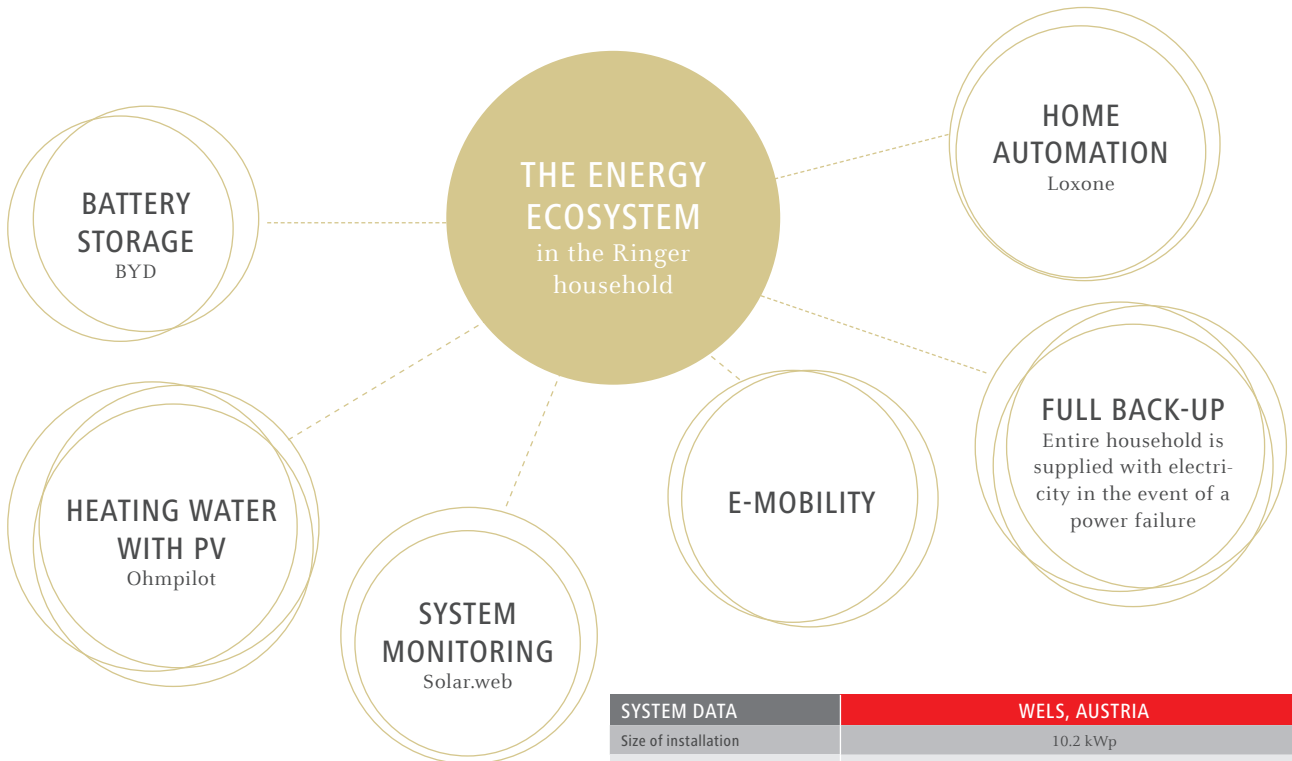 THE ENERGY
ECOSYSTEM
in the Ringer
household
HOME
AUTOMATION
Loxone
BATTERY
STORAGE
BYD
FULL BACK-UP
Entire household is
supplied with electri-
city in the event of a
power failure
E-MOBILITY
HEATING WATER
WITH PV
Ohmpilot
SYSTEM
MONITORING
Solar.web
SYSTEM DATA WELS, AUSTRIA
Size of installation 10.2 kWp